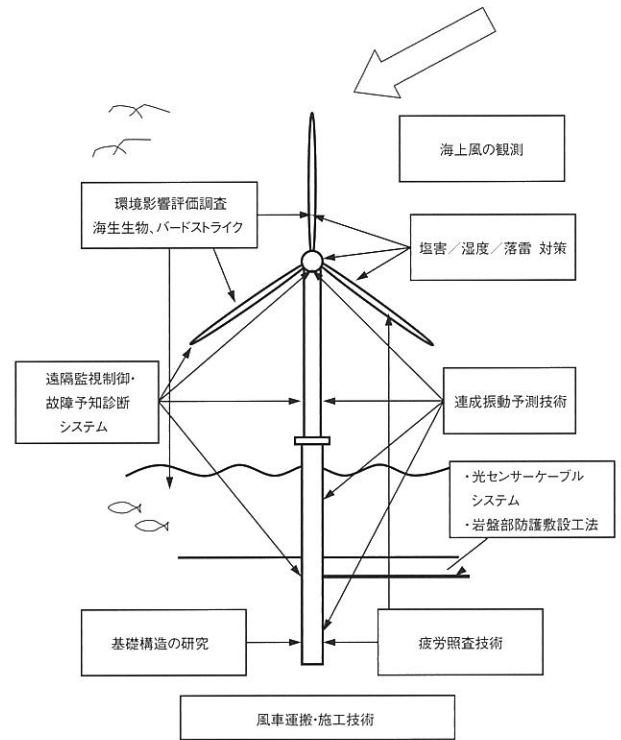 海上風の観測
環境影響評価調査
海生生物、バードストライク
塩害／湿度／落雷 対策
遠隔監視制御・
故障予知診断
システム
連成振動予測技術
・光センサーケーブル
システム
・岩盤部防護敷設工法
基礎構造の研究
疲労照査技術
風車運搬・施工技術